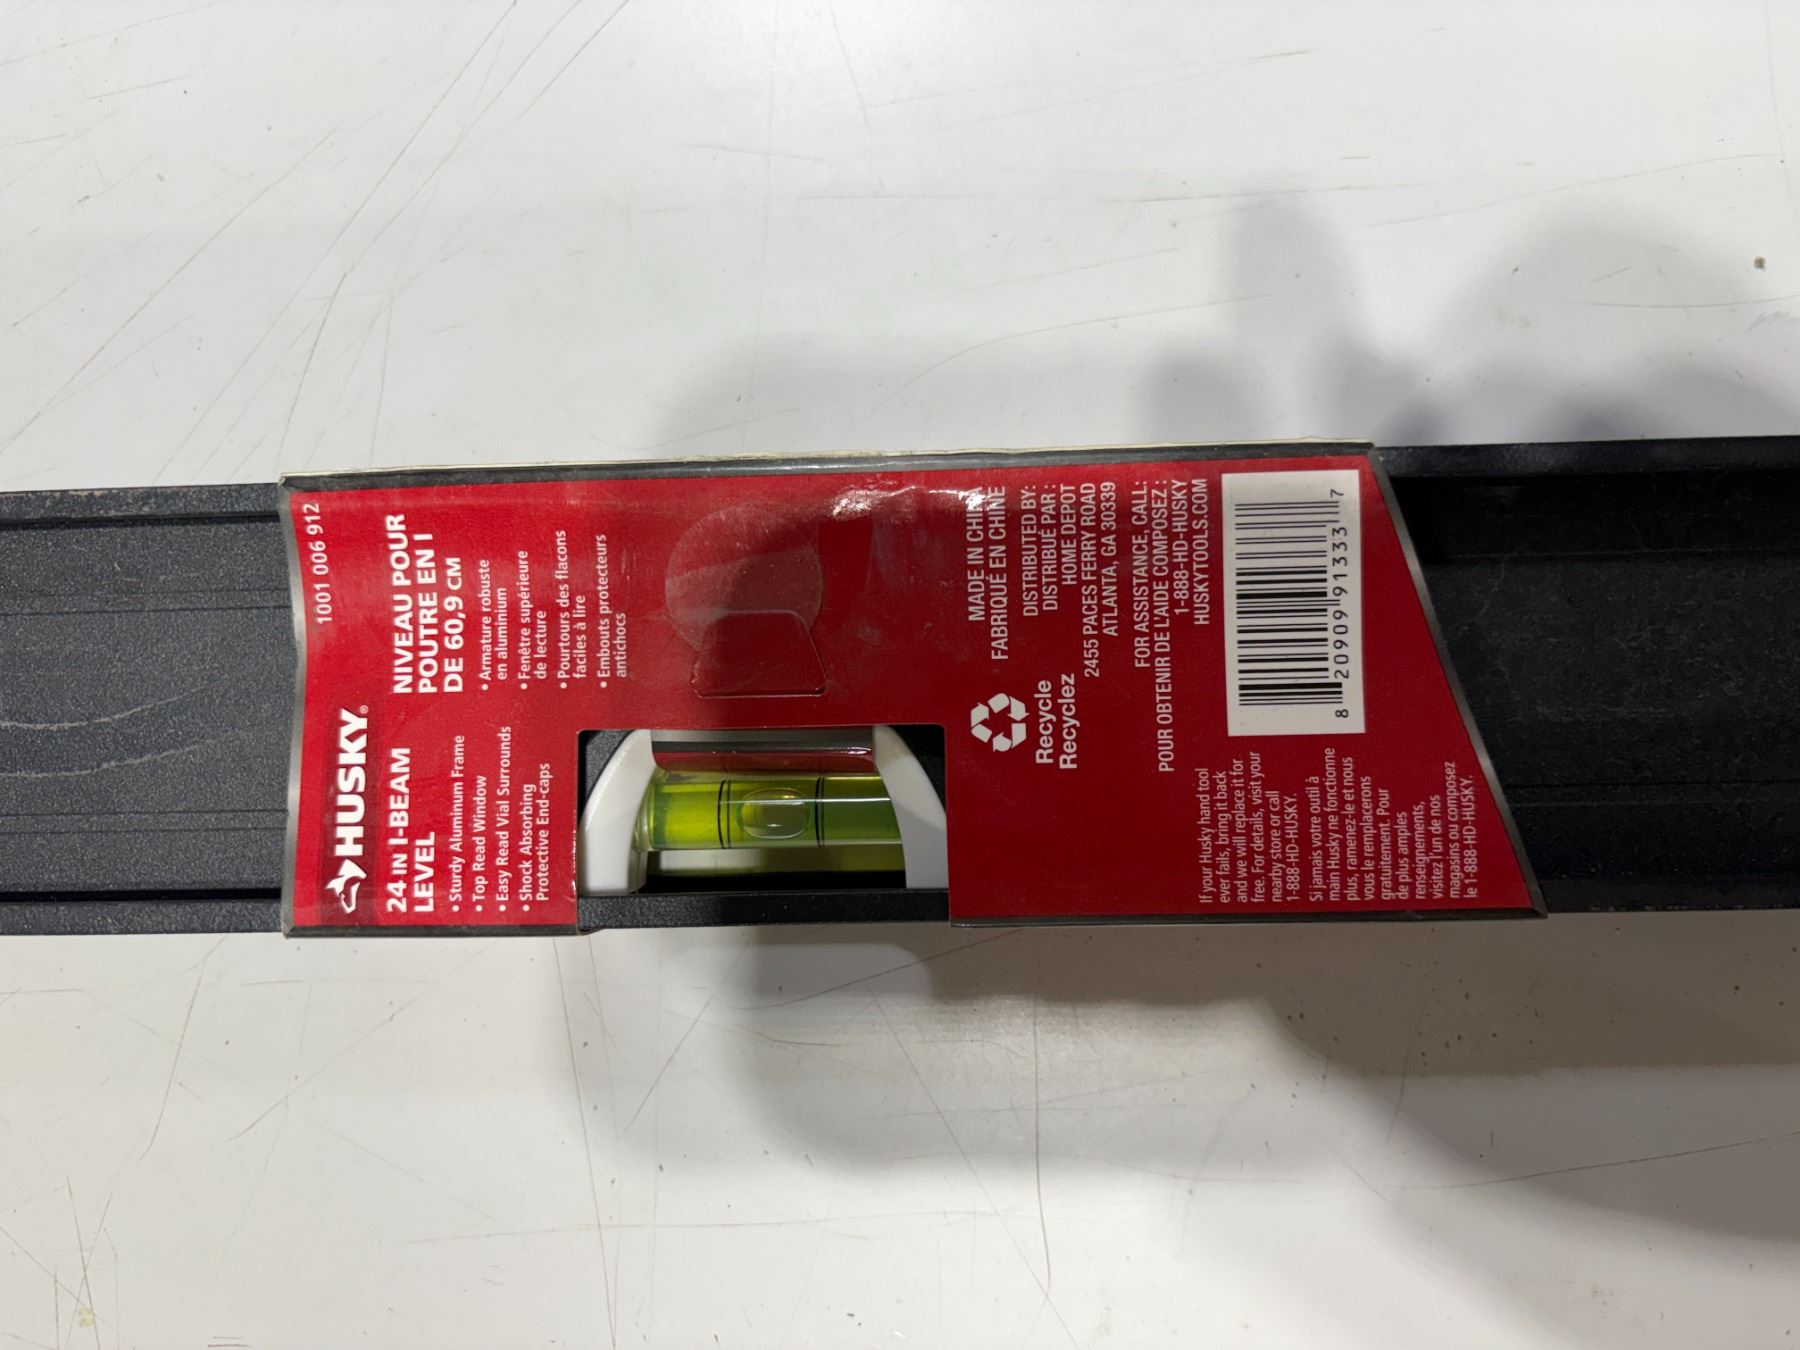 1001 006 912
HUSKY®
24 IN I-BEAM
LEVEL
• Sturdy Aluminum Frame
• Top Read Window
• Easy Read Vial Surrounds
• Shock Absorbing
Protective End-caps
NIVEAU POUR
POUTRE EN I
DE 60,9 CM
• Armature robuste
en aluminium
• Fenêtre supérieure
de lecture
• Pourtours des flacons
faciles à lire
• Embouts protecteurs
antichocs
Recycle
Recyclez
MADE IN CHINA
FABRIQUÉ EN CHINE
DISTRIBUTED BY:
DISTRIBUÉ PAR :
HOME DEPOT
2455 PACES FERRY ROAD
ATLANTA, GA 30339
FOR ASSISTANCE, CALL:
POUR OBTENIR DE L'AIDE COMPOSEZ :
1-888-HD-HUSKY
HUSKYTOOLS.COM
If your Husky hand tool
ever fails, bring it back
and we will replace it for
free. For details, visit your
nearby store or call
1-888-HD-HUSKY.
Si jamais votre outil à
main Husky ne fonctionne
plus, ramenez-le et nous
vous le remplacerons
gratuitement. Pour
de plus amples
renseignements,
visitez l'un de nos
magasins ou composez
le 1-888-HD-HUSKY.
8 20909 91333 7